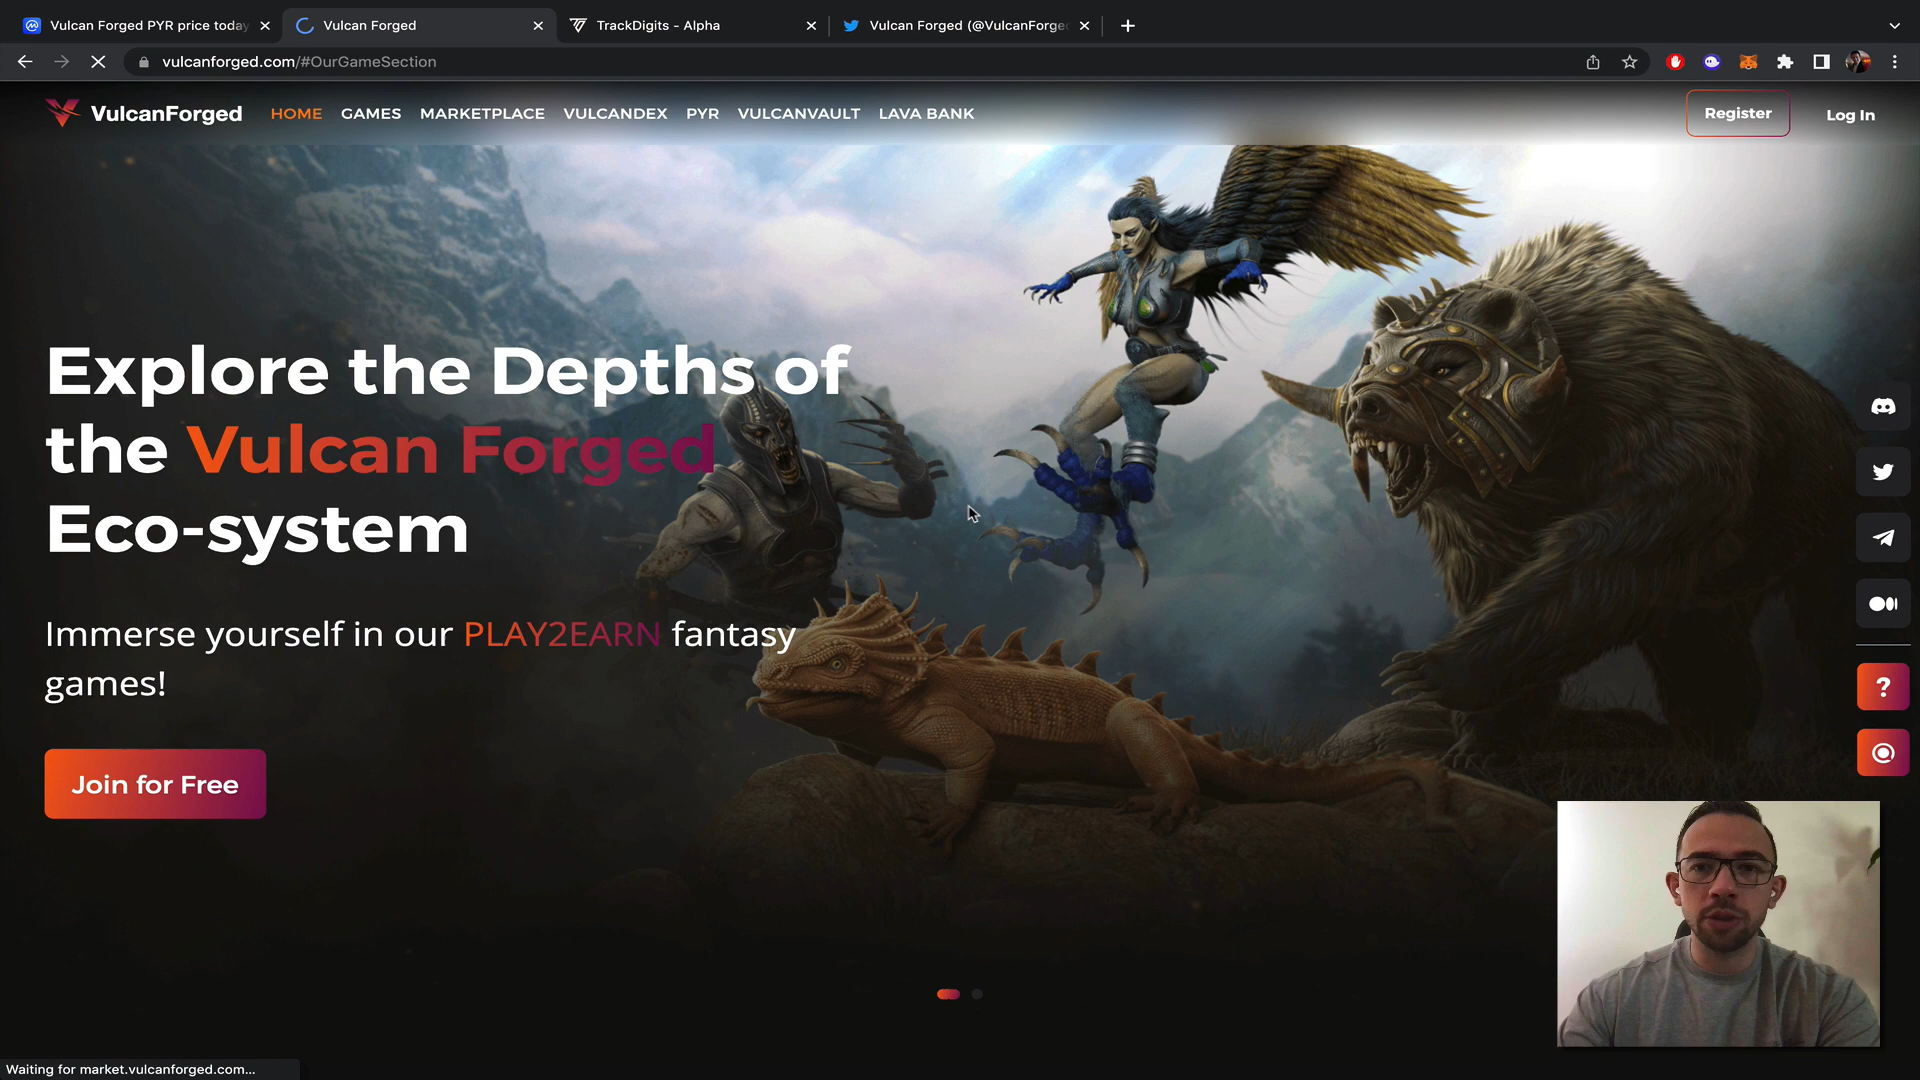 Vulcan Forged PYR price today
Vulcan Forged
TrackDigits - Alpha
Vulcan Forged (@VulcanForge
vulcanforged.com/#OurGameSection
VulcanForged
HOME
GAMES
MARKETPLACE
VULCANDEX
PYR
VULCANVAULT
LAVA BANK
Register
Log In
Explore the Depths of
the Vulcan Forged
Eco-system
Immerse yourself in our PLAY2EARN fantasy
games!
Join for Free
?
Waiting for market.vulcanforged.com...